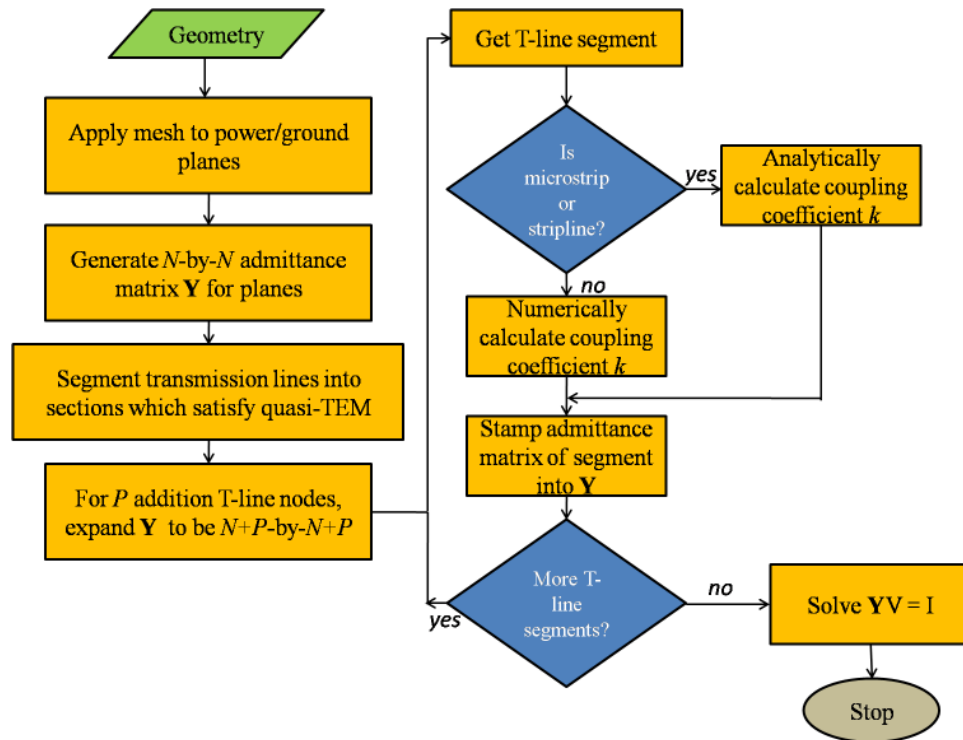 Geometry
Apply mesh to power/ground
planes
Generate N-by-N admittance
matrix Y for planes
Segment transmission lines into
sections which satisfy quasi-TEM
For P addition T-line nodes,
expand Y to be N+P-by-N+P
Get T-line segment
Is
microstrip
or
stripline?
yes
Analytically
calculate coupling
coefficient k
no
Numerically
calculate coupling
coefficient k
Stamp admittance
matrix of segment
into Y
More T-
line
segments?
yes
no
Solve YV = I
Stop